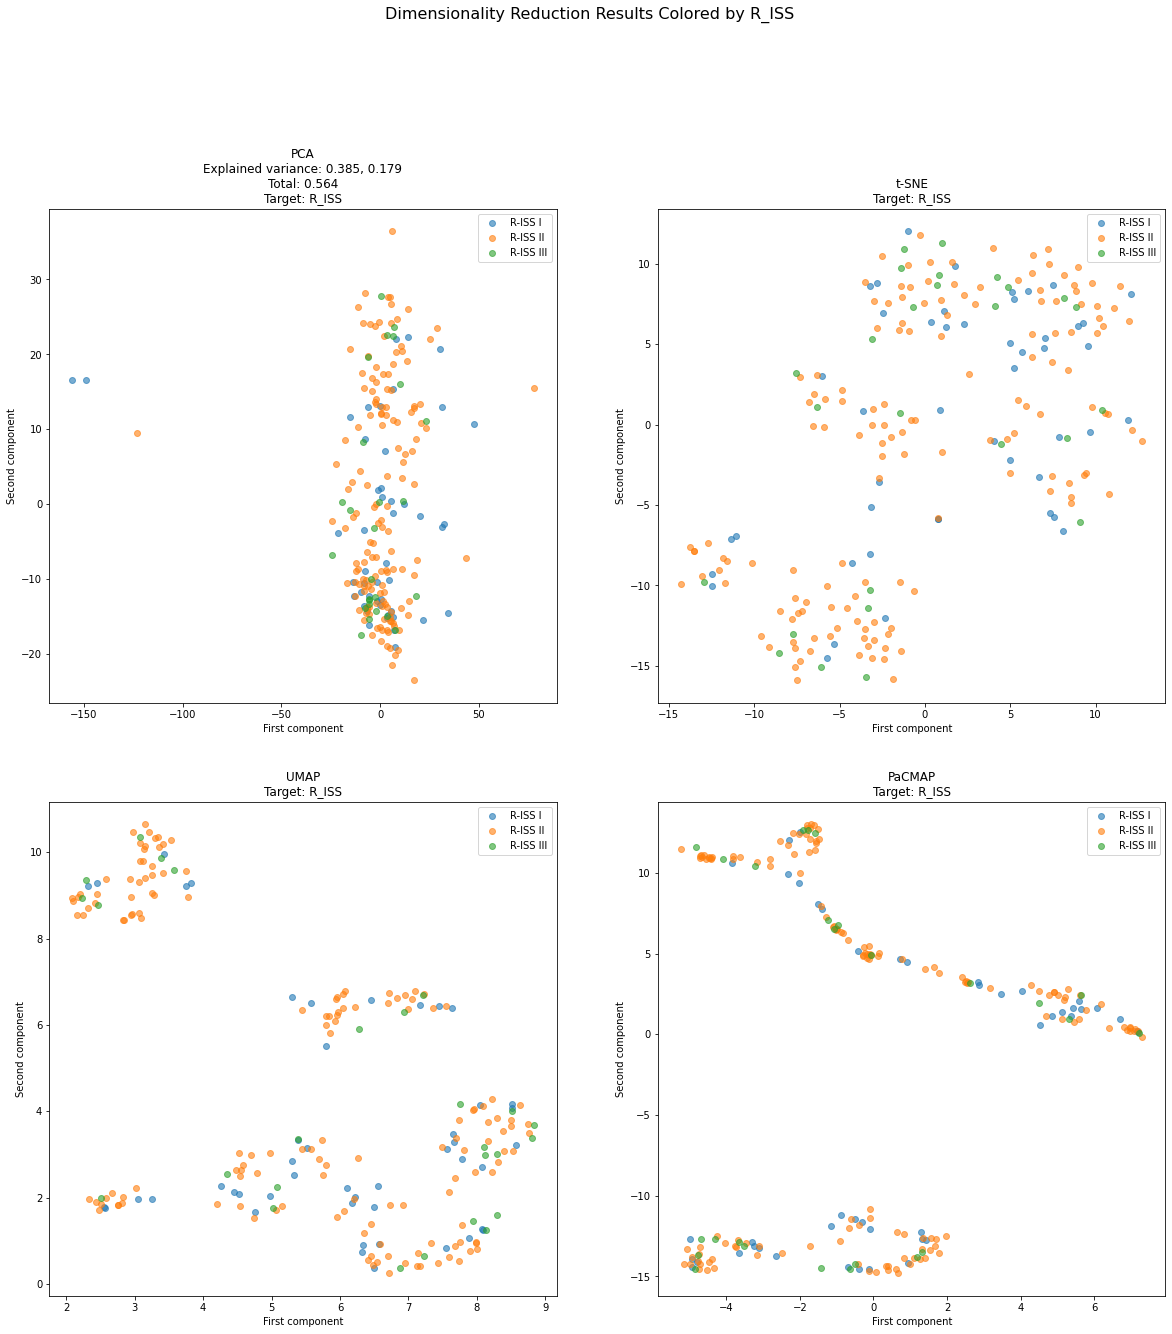 Dimensionality Reduction Results Colored by R_ISS
PCA
Explained variance: 0.385, 0.179
Total: 0.564
Target: R_ISS
R-ISS I
R-ISS II
R-ISS III
30
20
10
0
−10
−20
Second component
−150
−100
−50
0
50
First component
t-SNE
Target: R_ISS
R-ISS I
R-ISS II
R-ISS III
10
5
0
−5
−10
−15
Second component
−15
−10
−5
0
5
10
First component
UMAP
Target: R_ISS
R-ISS I
R-ISS II
R-ISS III
10
8
6
4
2
0
Second component
2
3
4
5
6
7
8
9
First component
PaCMAP
Target: R_ISS
R-ISS I
R-ISS II
R-ISS III
10
5
0
−5
−10
−15
Second component
−4
−2
0
2
4
6
First component